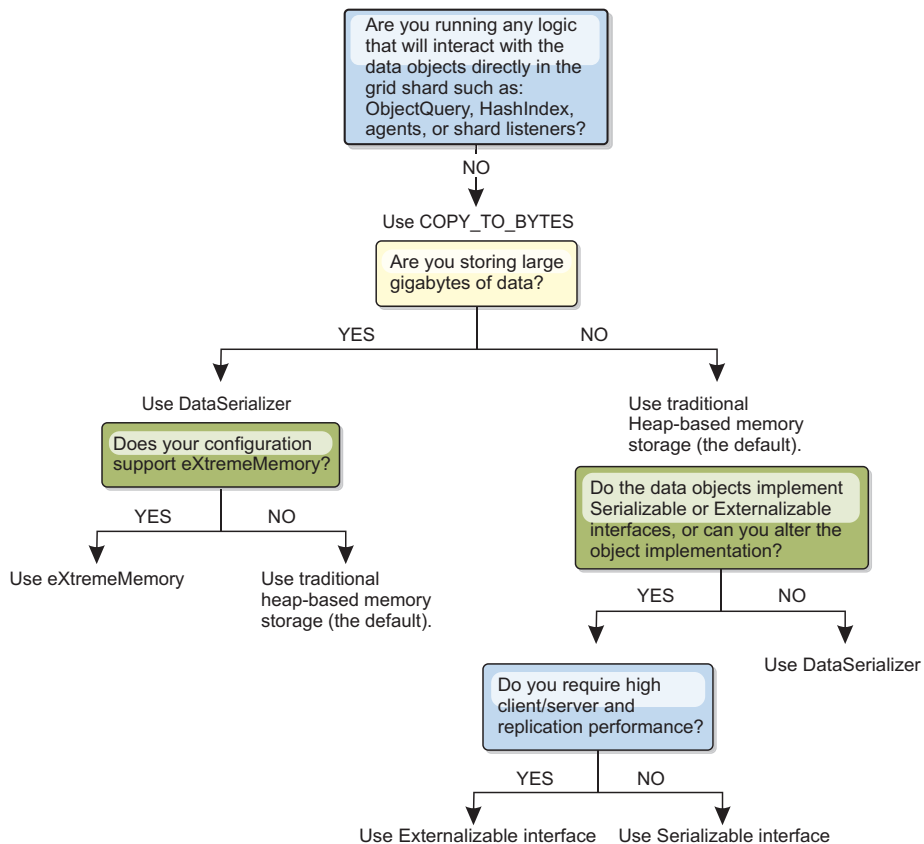 Are you running any logic
that will interact with the
data objects directly in the
grid shard such as:
ObjectQuery, HashIndex,
agents, or shard listeners?
NO
Use COPY_TO_BYTES
Are you storing large
gigabytes of data?
YES
NO
Use DataSerializer
Does your configuration
support eXtremeMemory?
YES
NO
Use eXtremeMemory
Use traditional
heap-based memory
storage (the default).
Use traditional
Heap-based memory
storage (the default).
Do the data objects implement
Serializable or Externalizable
interfaces, or can you alter the
object implementation?
YES
NO
Use DataSerializer
Do you require high
client/server and
replication performance?
YES
NO
Use Externalizable interface
Use Serializable interface